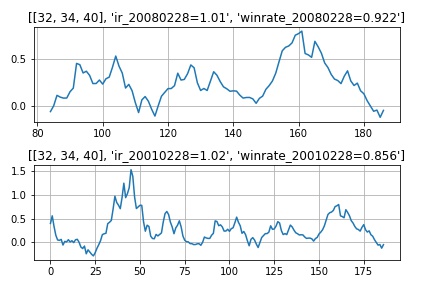 [[32, 34, 40], 'ir_20080228=1.01', 'winrate_20080228=0.922']
0.5
0.0
80 100 120 140 160 180
[[32, 34, 40], 'ir_20010228=1.02', 'winrate_20010228=0.856']
1.5
1.0
0.5
0.0
0 25 50 75 100 125 150 175